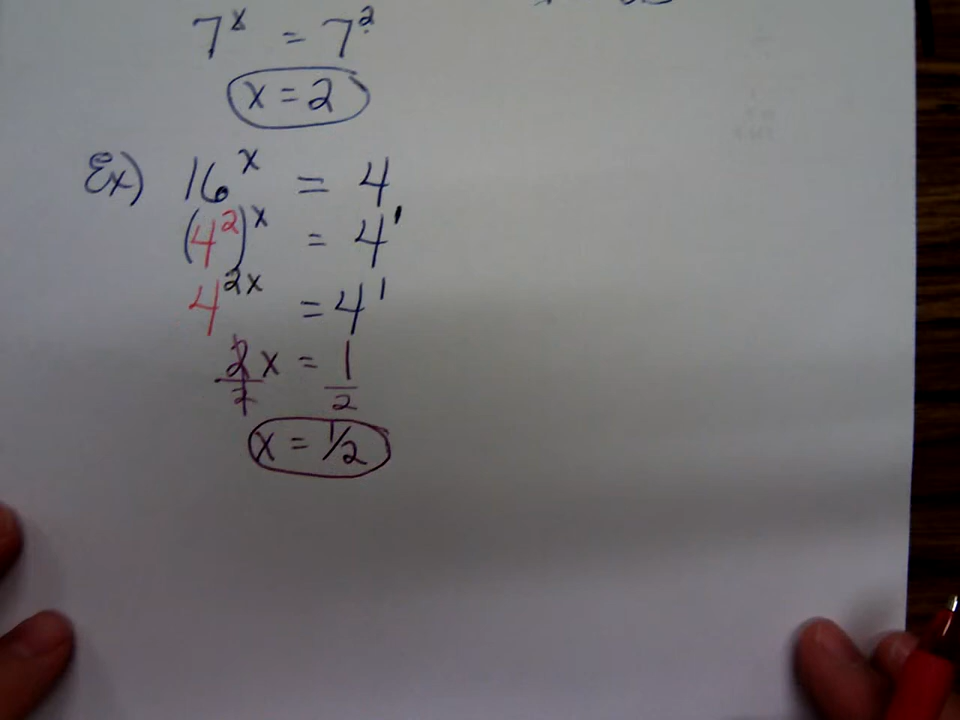 7^x = 7^2
x = 2
Ex) 16^x = 4
(4^2)^x = 4^1
4^2x = 4^1
2x/2 = 1/2
x = 1/2